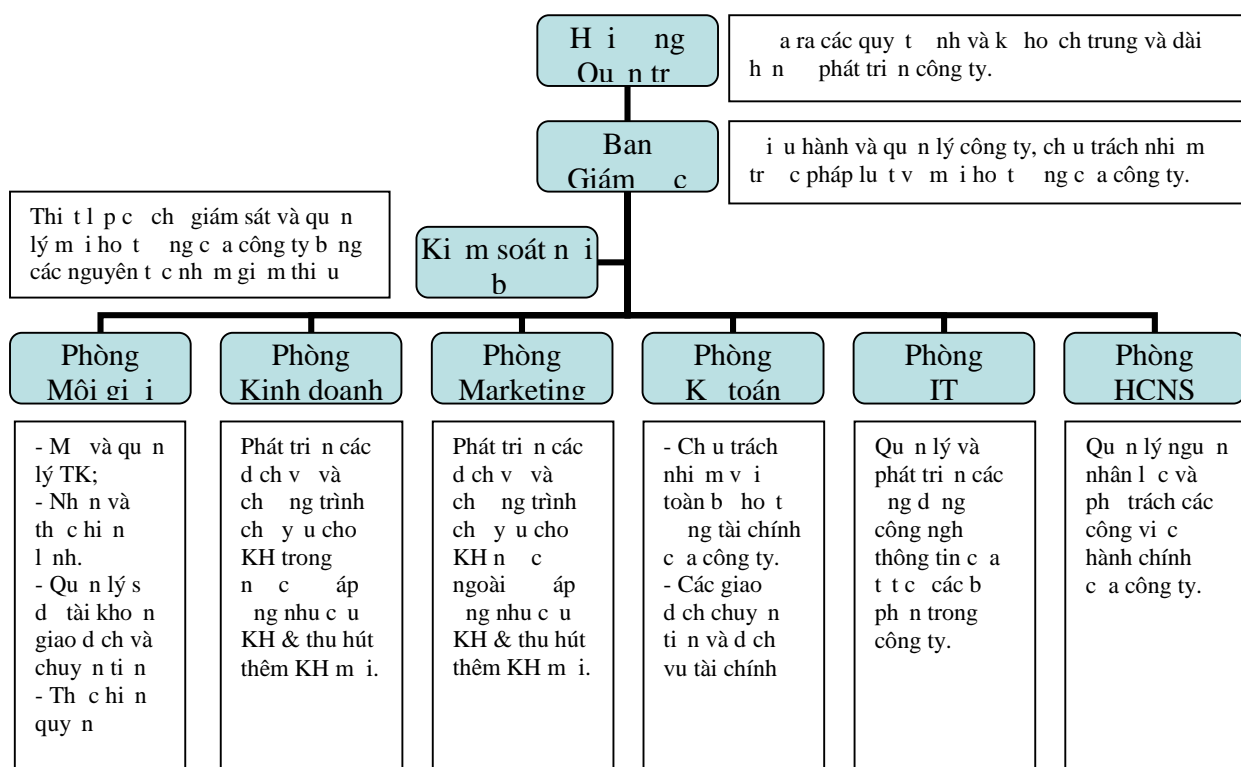 H i ng
Qu n tr
a ra các quy t nh và k ho ch trung và dài
h n phát tri n công ty.
Ban
Giám c
i u hành và qu n lý công ty, ch u trách nhi m
tr c pháp lu t v m i ho t ng c a công ty.
Thi t l p c ch giám sát và qu n
lý m i ho t ng c a công ty b ng
các nguyên t c nh m gi m thi u
Ki m soát n i
b
Phòng
Môi gi i
Phòng
Kinh doanh
Phòng
Marketing
Phòng
K toán
Phòng
IT
Phòng
HCNS
- M và qu n
lý TK;
- Nh n và
th c hi n
l nh.
- Qu n lý s
d tài kho n
giao d ch và
chuy n ti n
- Th c hi n
quy n
Phát tri n các
d ch v và
ch ng trình
ch y u cho
KH trong
n c áp
ng nhu c u
KH & thu hút
thêm KH m i.
Phát tri n các
d ch v và
ch ng trình
ch y u cho
KH n c
ngoài áp
ng nhu c u
KH & thu hút
thêm KH m i.
- Ch u trách
nhi m v i
toàn b ho t
ng tài chính
c a công ty.
- Các giao
d ch chuy n
ti n và d ch
vu tài chính
Qu n lý và
phát tri n các
ng d ng
công ngh
thông tin c a
t t c các b
ph n trong
công ty.
Qu n lý ngu n
nhân l c và
ph trách các
công vi c
hành chính
c a công ty.